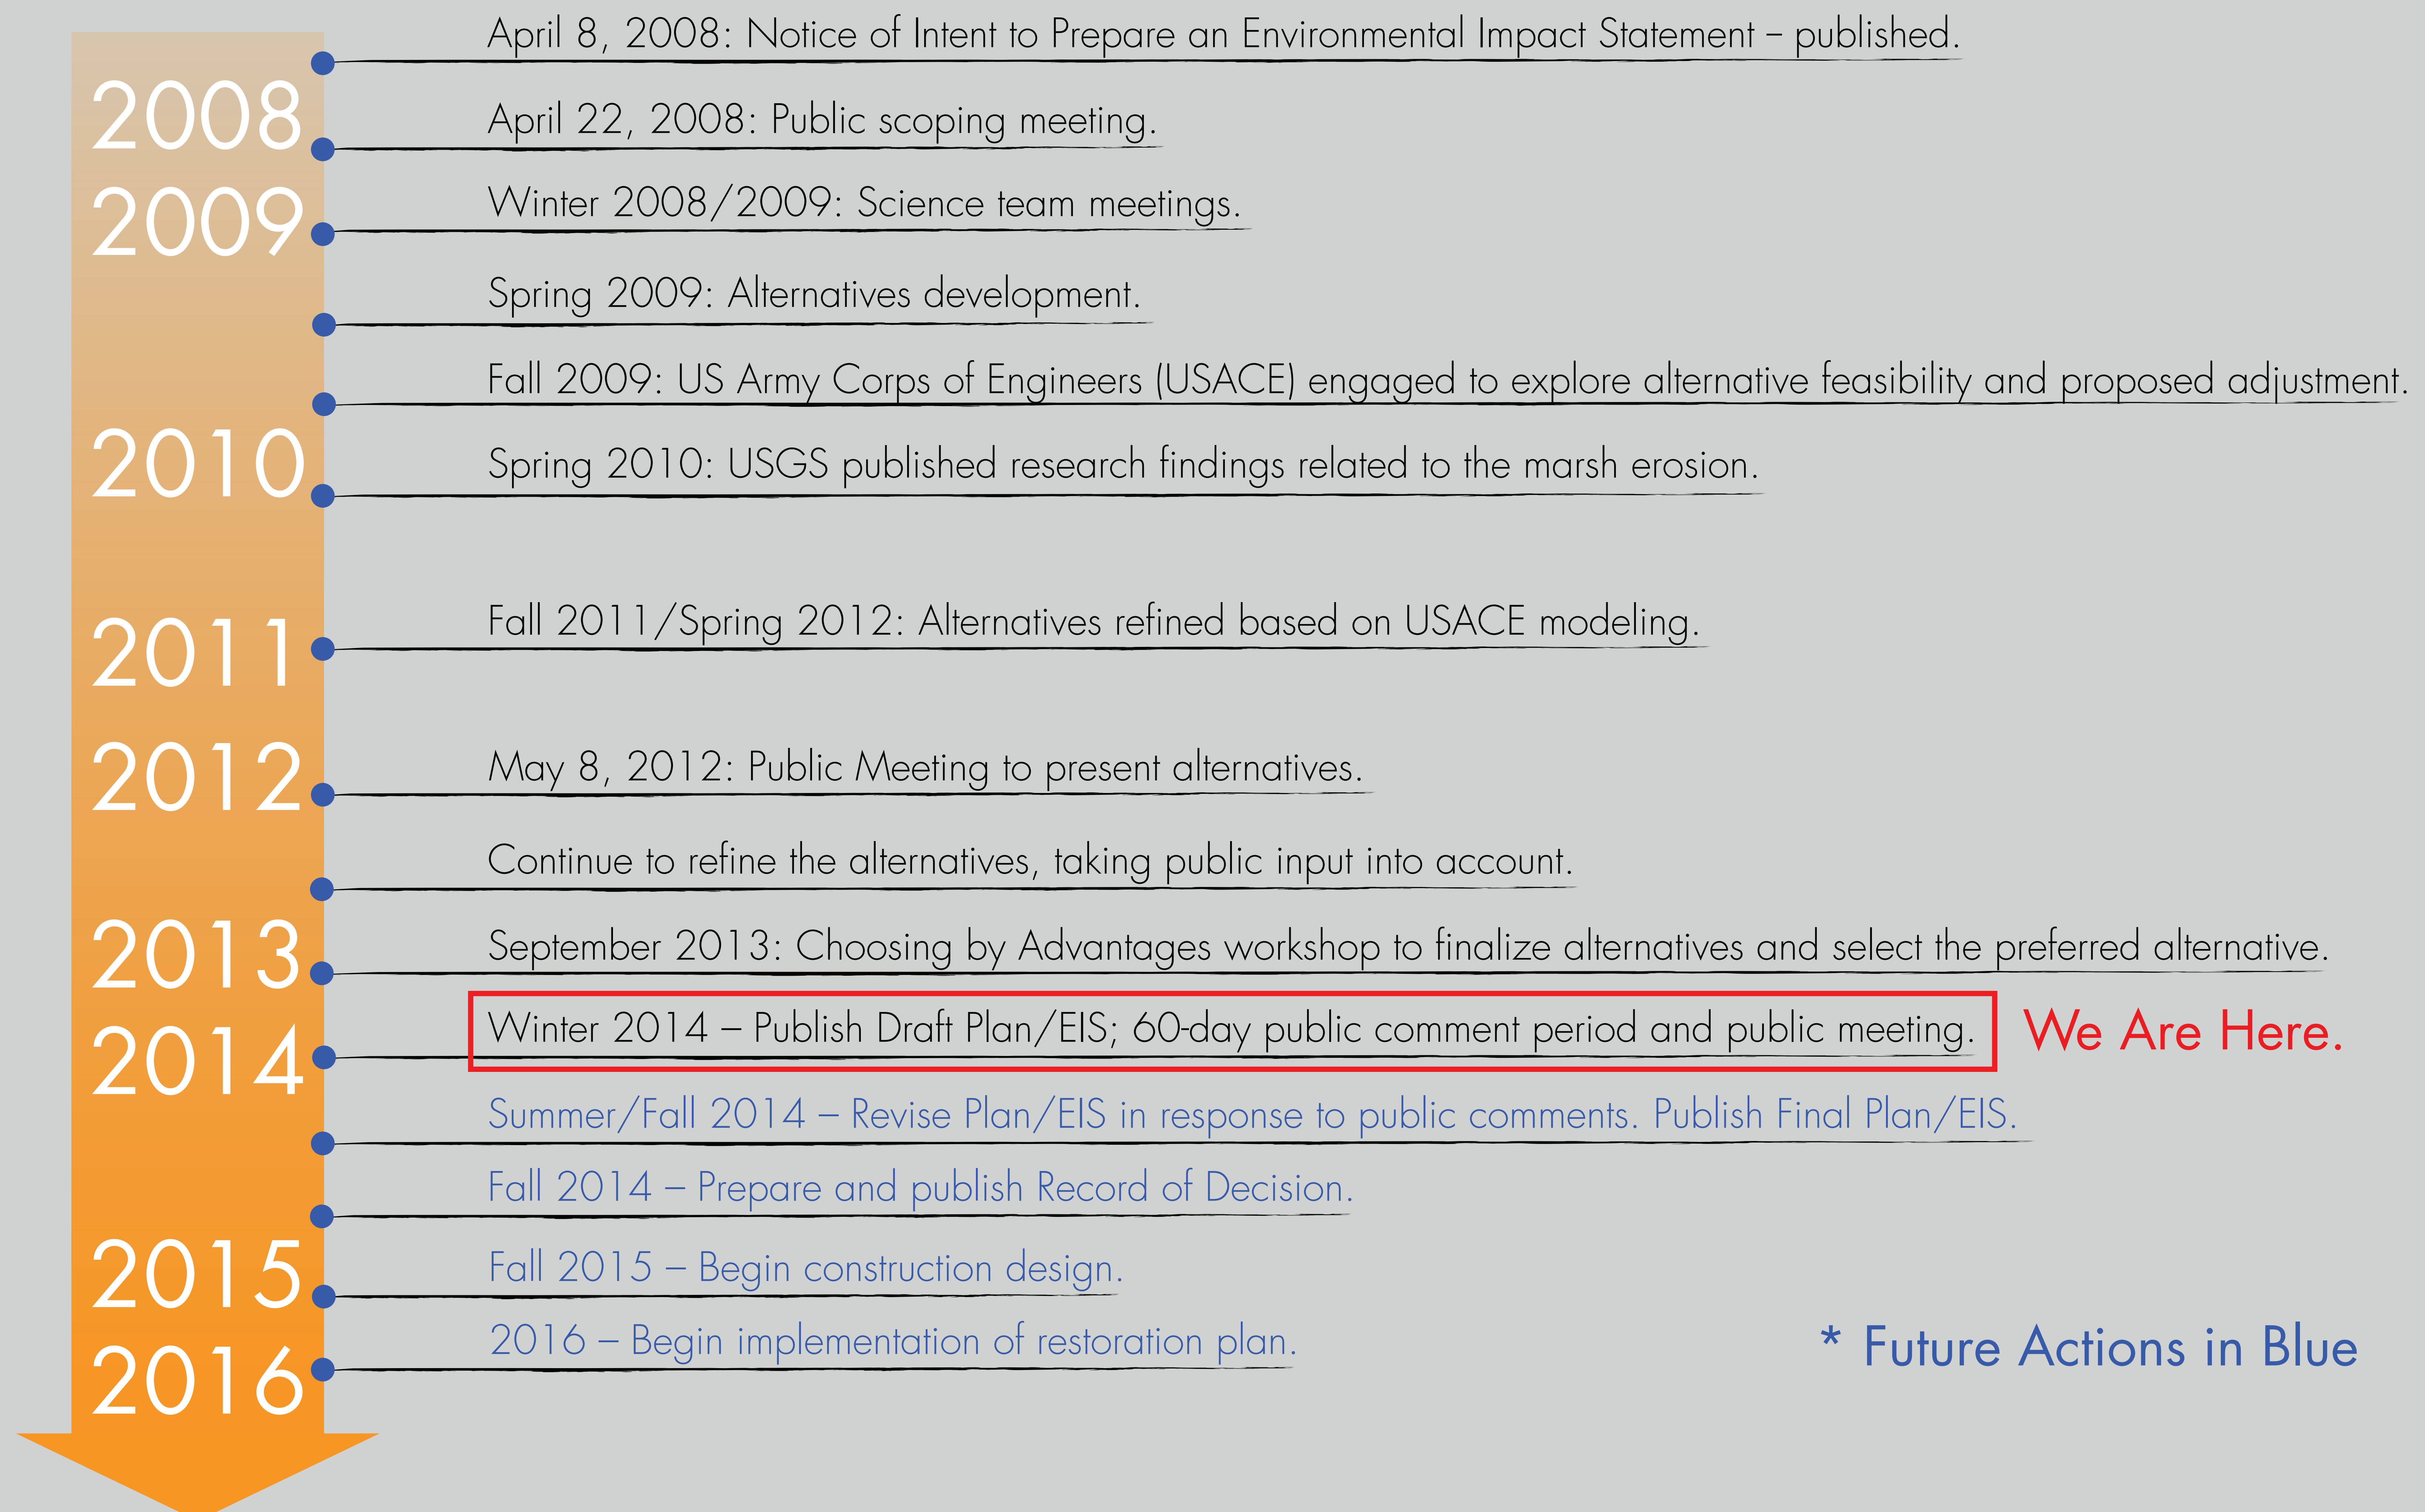 April 8, 2008: Notice of Intent to Prepare an Environmental Impact Statement – published.
2008
April 22, 2008: Public scoping meeting.
2009
Winter 2008/2009: Science team meetings.
Spring 2009: Alternatives development.
Fall 2009: US Army Corps of Engineers (USACE) engaged to explore alternative feasibility and proposed adjustment.
2010
Spring 2010: USGS published research findings related to the marsh erosion.
2011
Fall 2011/Spring 2012: Alternatives refined based on USACE modeling.
2012
May 8, 2012: Public Meeting to present alternatives.
Continue to refine the alternatives, taking public input into account.
2013
September 2013: Choosing by Advantages workshop to finalize alternatives and select the preferred alternative.
2014
Winter 2014 – Publish Draft Plan/EIS; 60-day public comment period and public meeting.
We Are Here.
Summer/Fall 2014 – Revise Plan/EIS in response to public comments. Publish Final Plan/EIS.
Fall 2014 – Prepare and publish Record of Decision.
2015
Fall 2015 – Begin construction design.
2016
2016 – Begin implementation of restoration plan.
* Future Actions in Blue